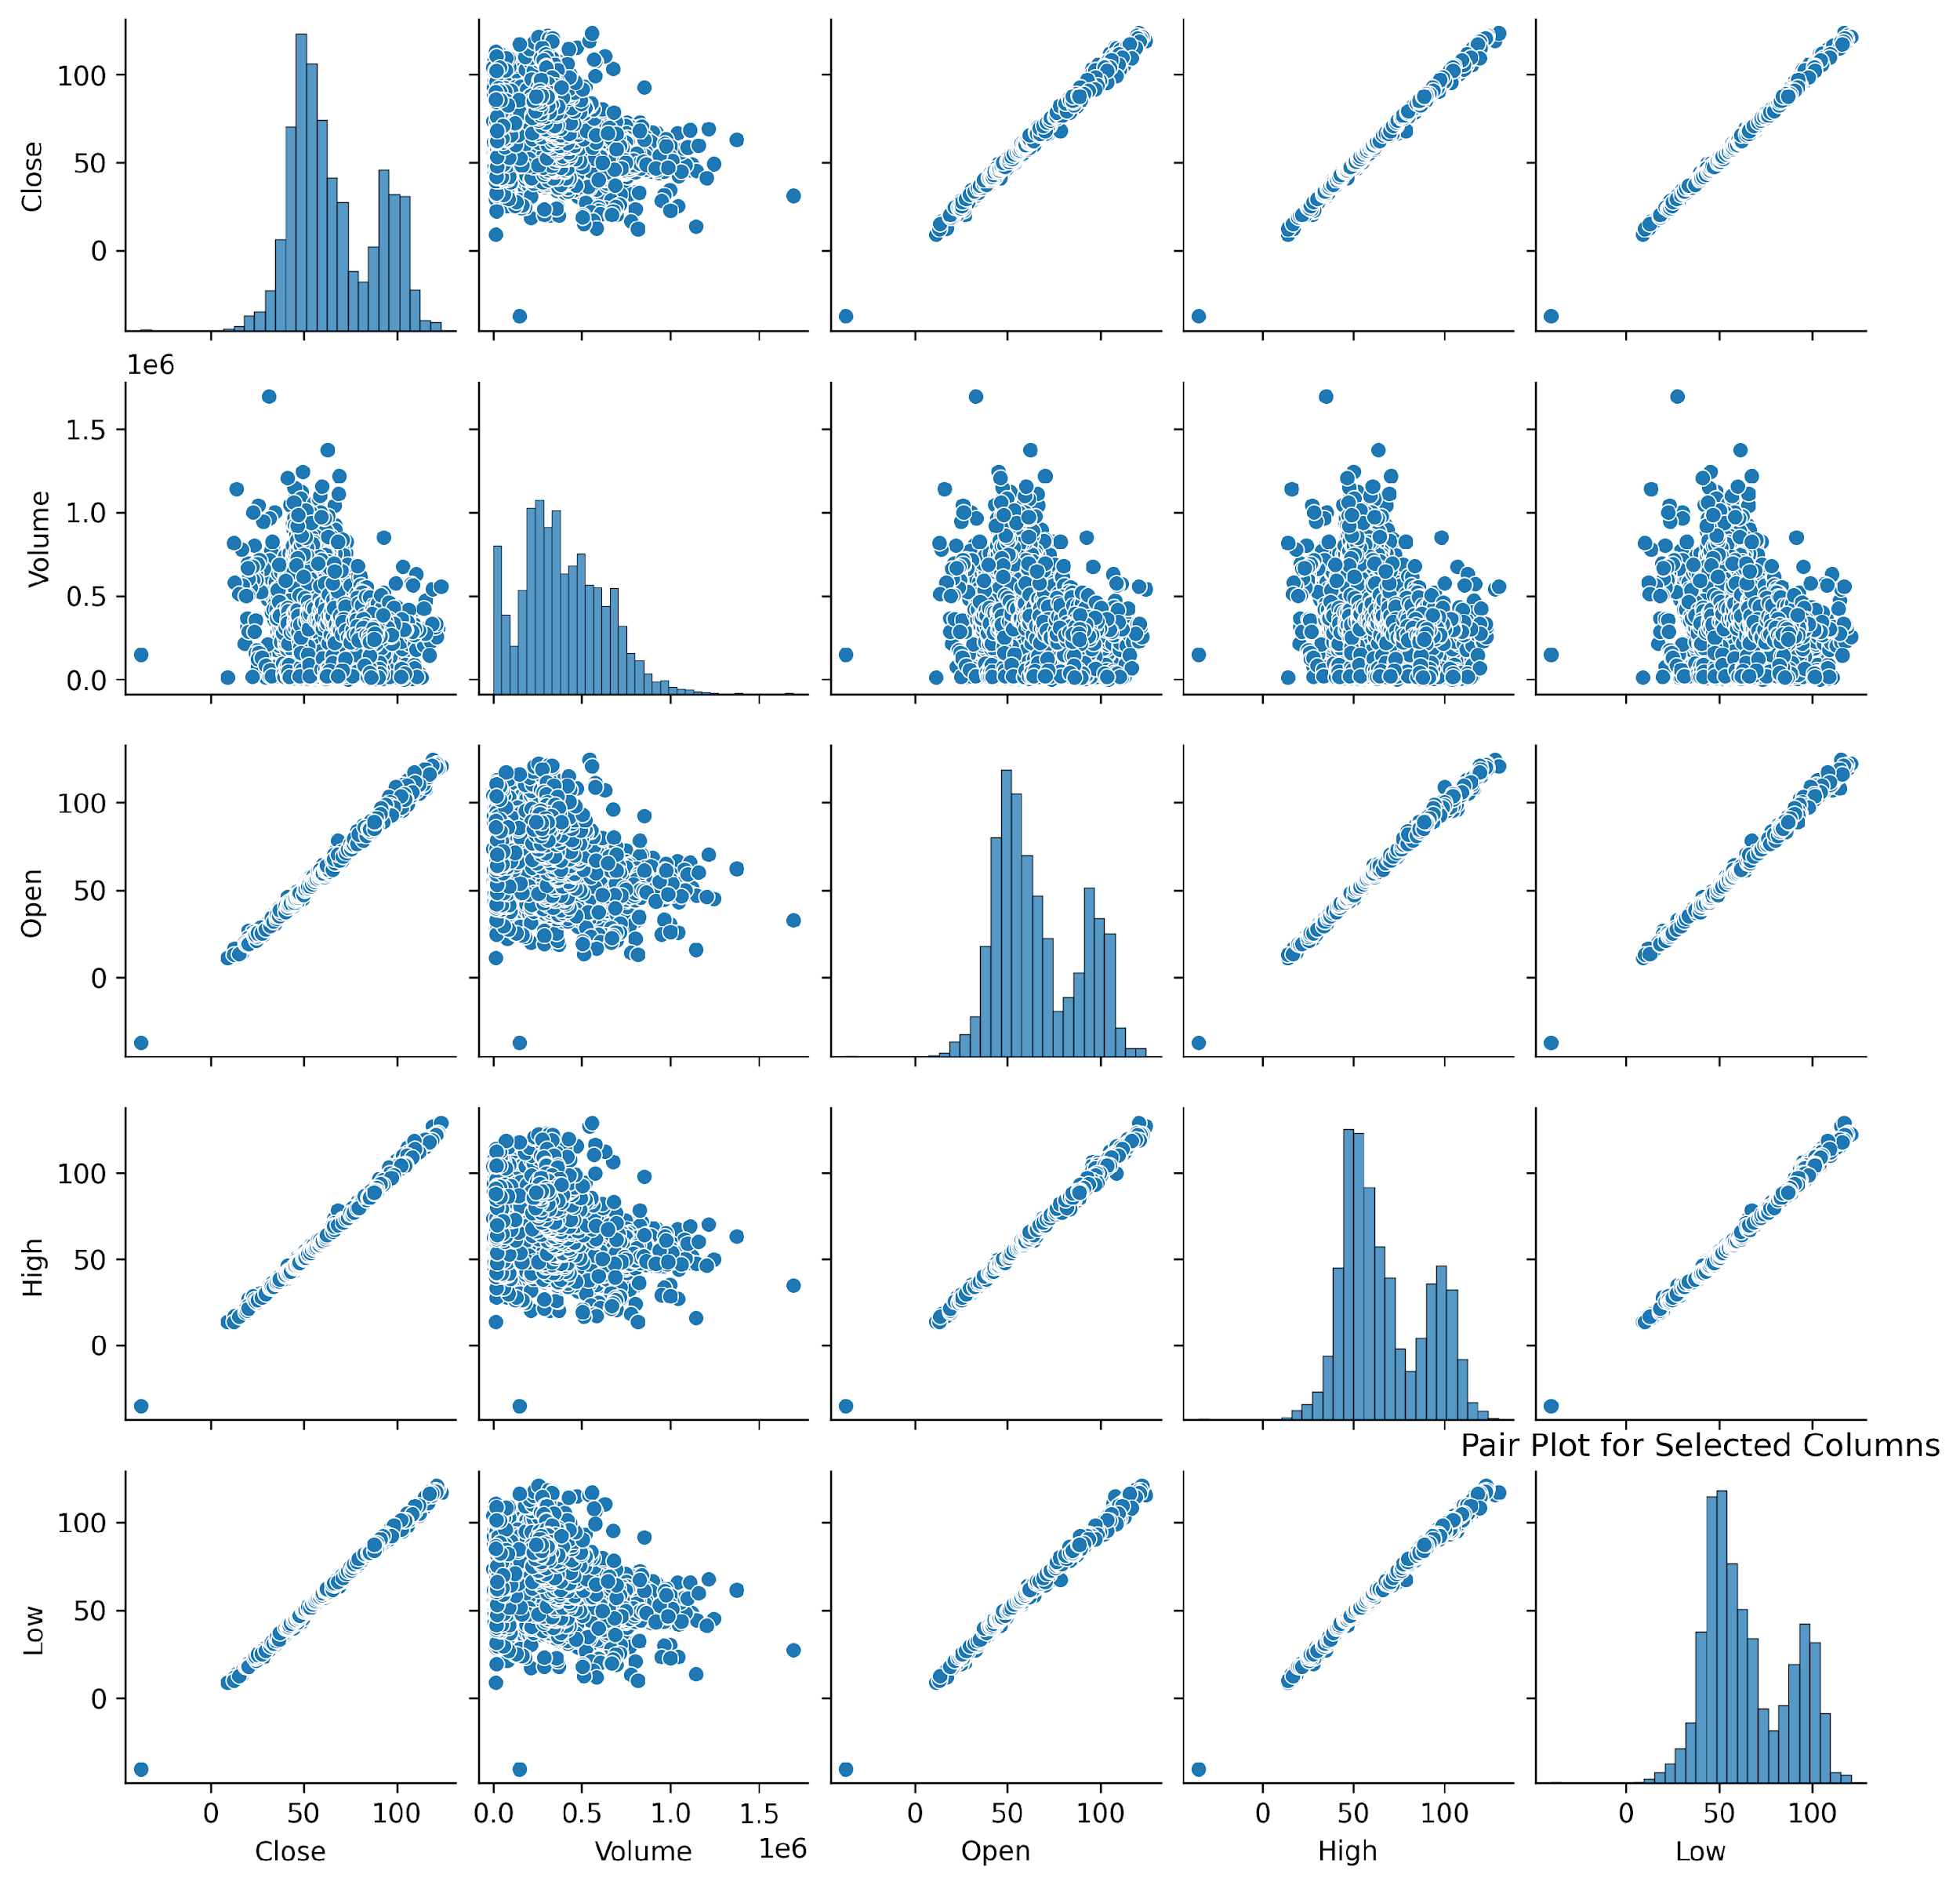 100
50
0
Close
1e6
1.5
1.0
0.5
0.0
Volume
100
50
0
Open
100
50
0
High
Pair Plot for Selected Columns
100
50
0
Low
0 50 100
0.0 0.5 1.0 1.5
0 50 100
0 50 100
0 50 100
1e6
Close Volume Open High Low